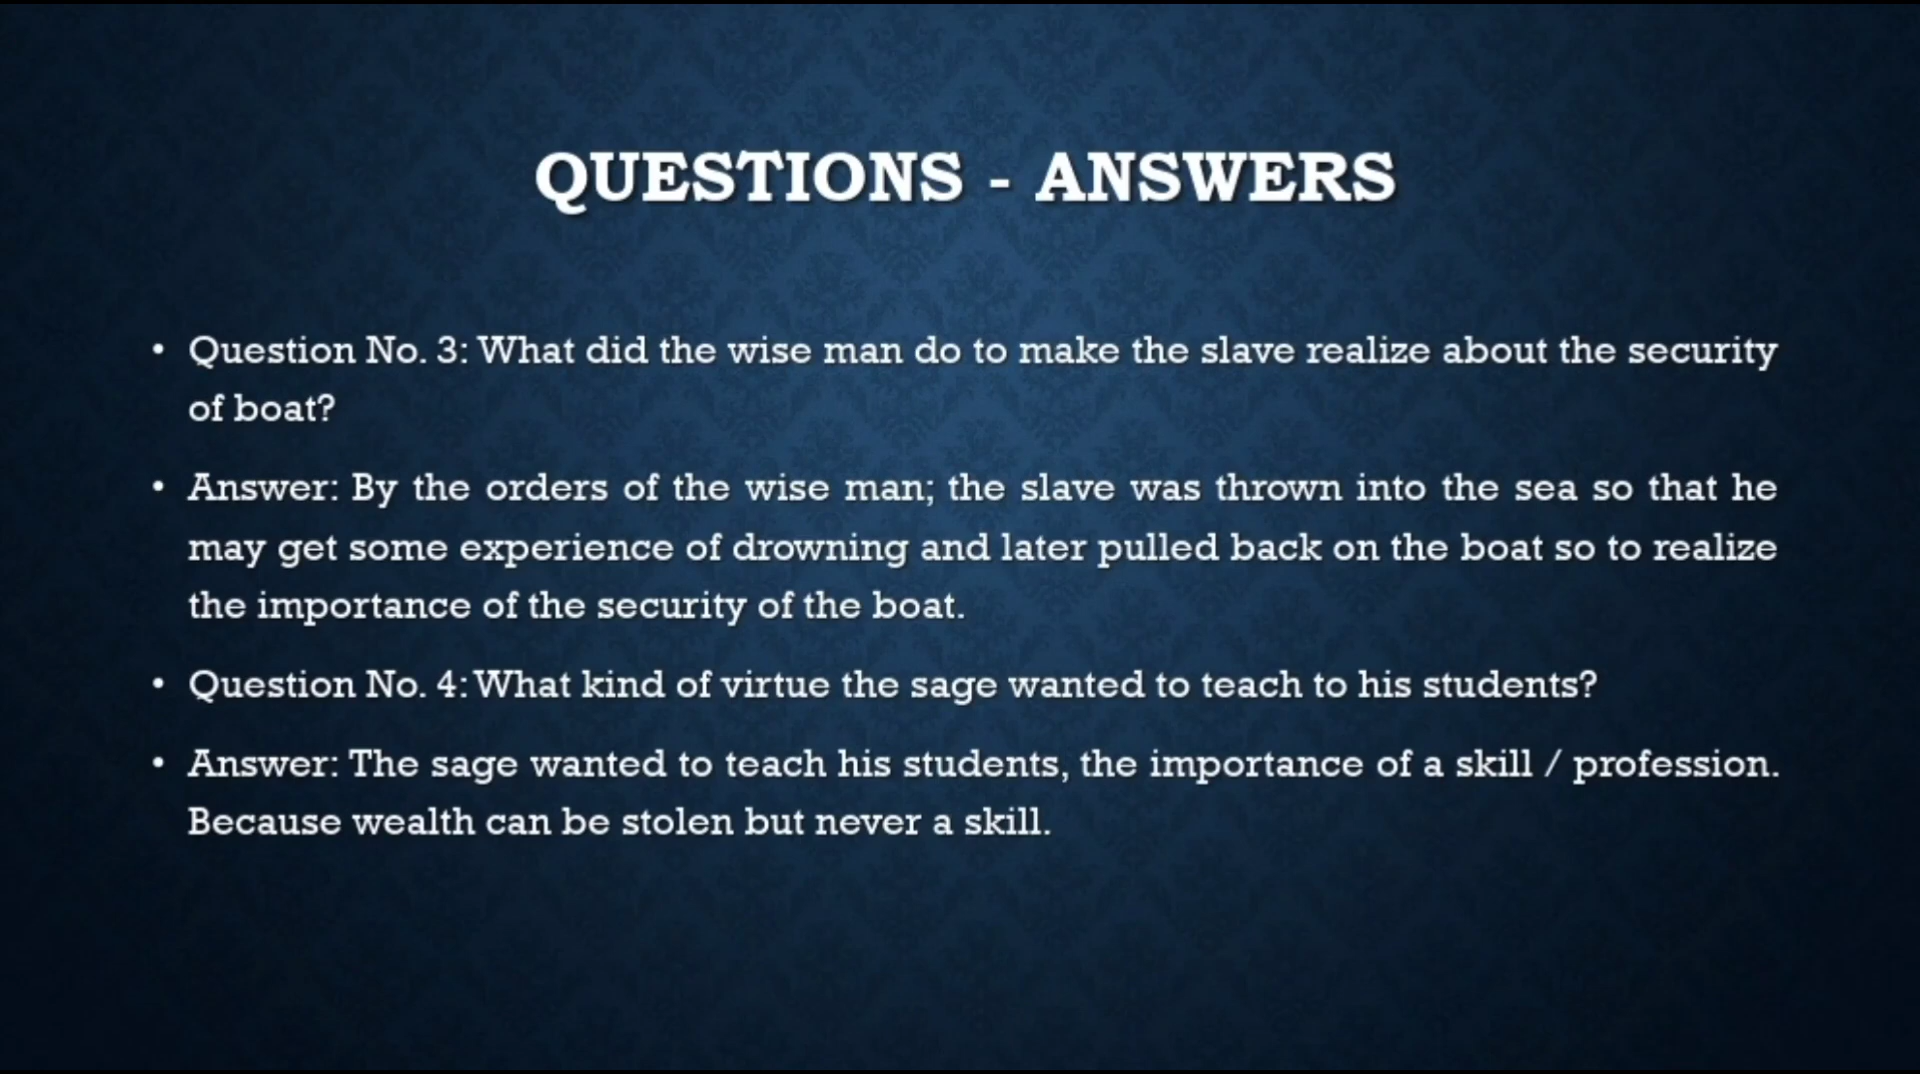 QUESTIONS - ANSWERS
• Question No. 3: What did the wise man do to make the slave realize about the security
of boat?
• Answer: By the orders of the wise man; the slave was thrown into the sea so that he
may get some experience of drowning and later pulled back on the boat so to realize
the importance of the security of the boat.
• Question No. 4: What kind of virtue the sage wanted to teach to his students?
• Answer: The sage wanted to teach his students, the importance of a skill / profession.
Because wealth can be stolen but never a skill.